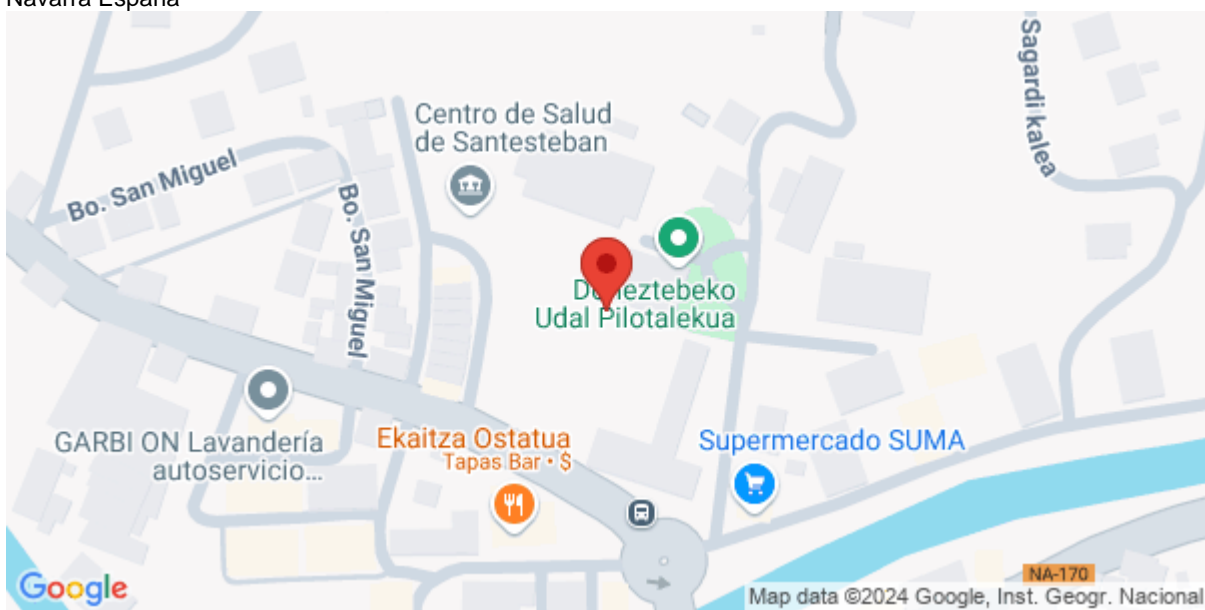 Navarra España
Sagardi kalea
Centro de Salud
de Santesteban
Bo. San Miguel
Bo. San Miguel
Udal Pilotalekua
GARBI ON Lavandería
autoservicio...
Ekaitza Ostatua
Tapas Bar • $
Supermercado SUMA
NA-170
Google
Map data ©2024 Google, Inst. Geogr. Nacional